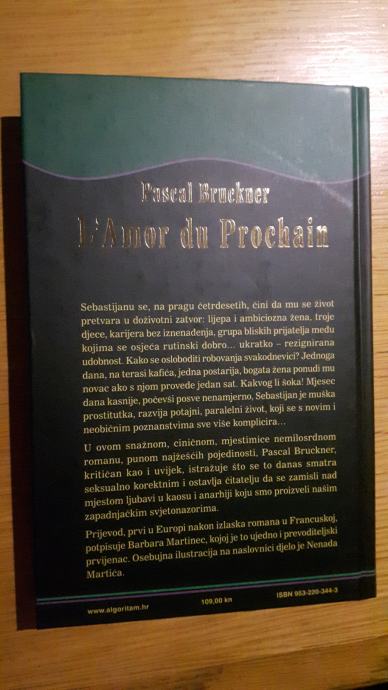 Pascal Bruckner
L'Amor du Prochain
Sebastijanu se, na pragu četrdesetih, čini da mu se život
pretvara u doživotni zatvor: lijepa i ambiciozna žena, troje
djece, karijera bez iznenađenja, grupa bliskih prijatelja među
kojima se osjeća rutinski dobro... ukratko – rezignirana
udobnost. Kako se osloboditi robovanja svakodnevici? Jednoga
dana, na terasi kafića, jedna postarija, bogata žena ponudi mu
novac ako s njom provede jedan sat. Kakvog li šoka! Mjesec
dana kasnije, počevši posve nenamjerno, Sebastijan je muška
prostitutka, razvija potajni, paralelni život, koji se s novim i
neobičnim poznanstvima sve više komplicira...
U ovom snažnom, ciničnom, mjestimice nemilosrdnom
romanu, punom najžešćih pojedinosti, Pascal Bruckner,
kritičan kao i uvijek, istražuje što se to danas smatra
seksualno korektnim i ostavlja čitatelju da se zamisli nad
mjestom ljubavi u kaosu i anarhiji koju smo proizveli našim
zapadnjačkim svjetonazorima.
Prijevod, prvi u Europi nakon izlaska romana u Francuskoj,
potpisuje Barbara Martinec, kojoj je to ujedno i prevoditeljski
prvijenac. Osebujna ilustracija na naslovnici djelo je Nenada
Martića.
www.algoritam.hr 109,00 kn ISBN 953-220-344-3